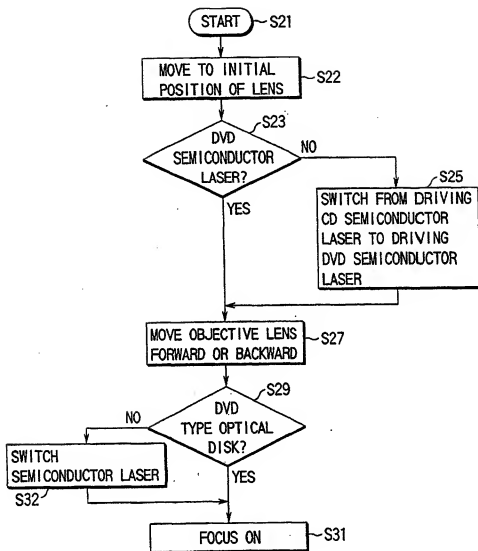 START
S21
MOVE TO INITIAL
POSITION OF LENS
S22
S23
DVD
SEMICONDUCTOR
LASER?
NO
YES
S25
SWITCH FROM DRIVING
CD SEMICONDUCTOR
LASER TO DRIVING
DVD SEMICONDUCTOR
LASER
MOVE OBJECTIVE LENS
FORWARD OR BACKWARD
S27
S29
DVD
TYPE OPTICAL
DISK?
NO
YES
SWITCH
SEMICONDUCTOR LASER
S32
FOCUS ON
S31